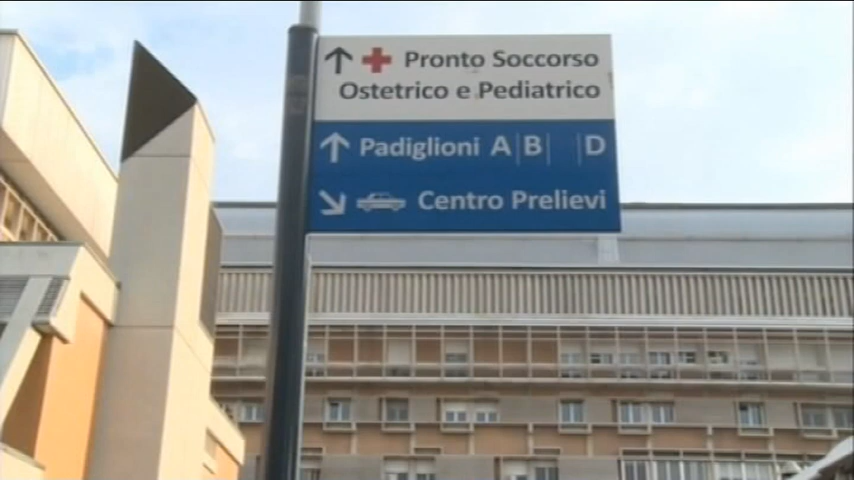 Pronto Soccorso
Ostetrico e Pediatrico
Padiglioni A B D
Centro Prelievi